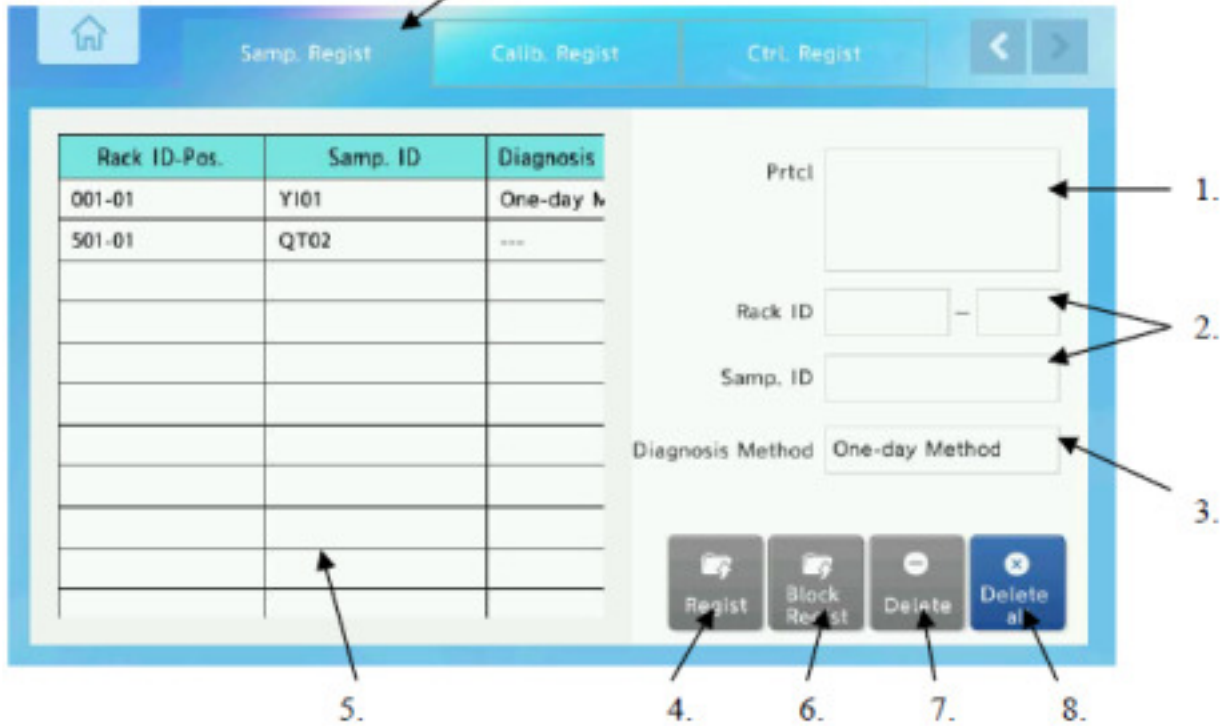 Samp. Regist Calib. Regist Ctrl. Regist
Rack ID-Pos. Samp. ID Diagnosis
001-01 YI01 One-day M
501-01 QT02 ---
Prtcl
1.
Rack ID –
2.
Samp. ID
Diagnosis Method One-day Method
3.
Regist Block Regist Delete Delete all
5. 4. 6. 7. 8.